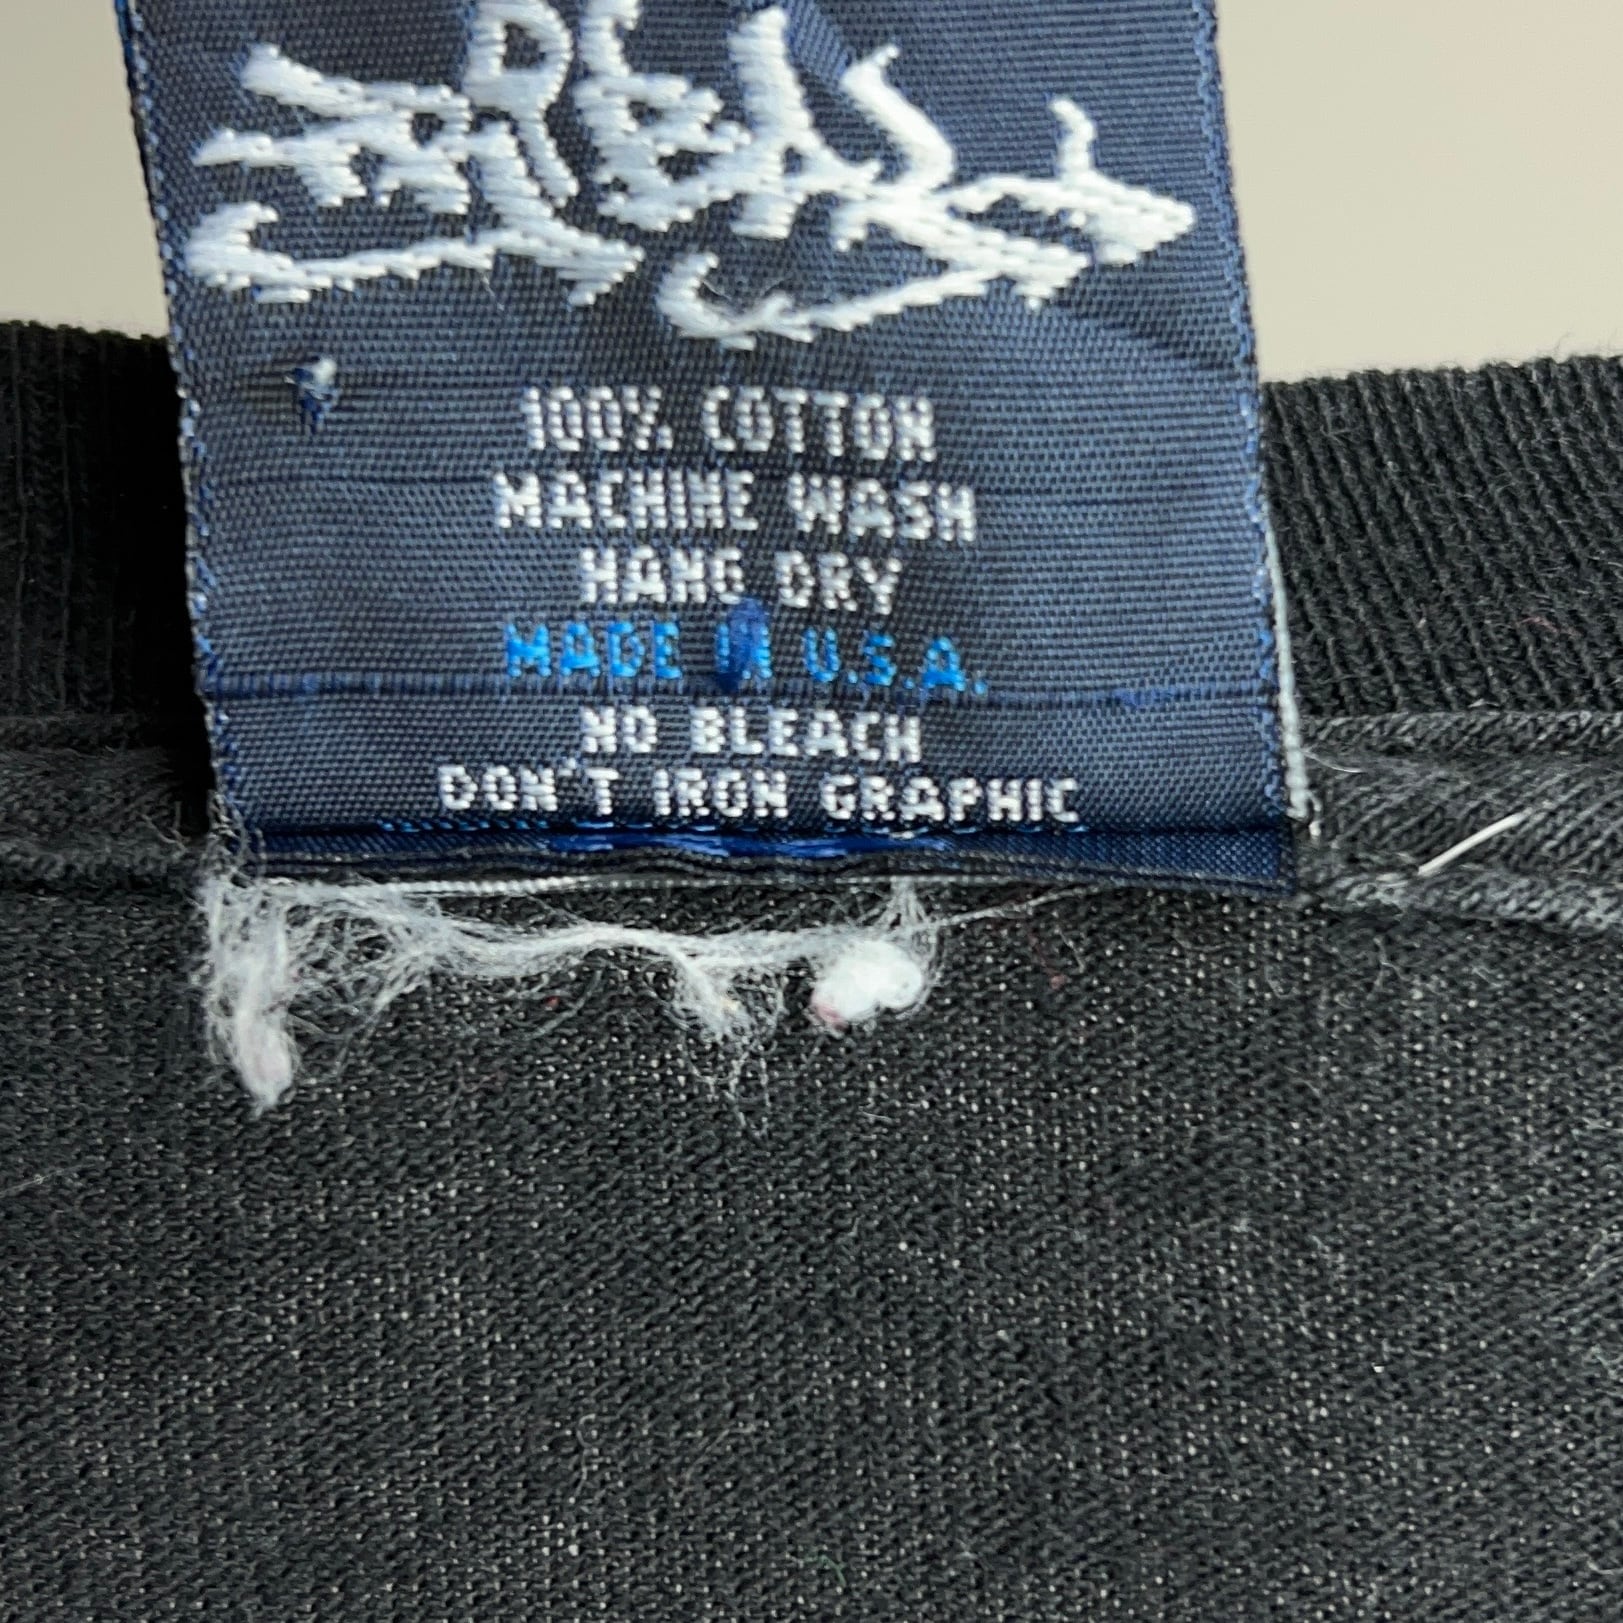 100% COTTON
MACHINE WASH
HANG DRY
MADE IN U.S.A.
NO BLEACH
DON'T IRON GRAPHIC